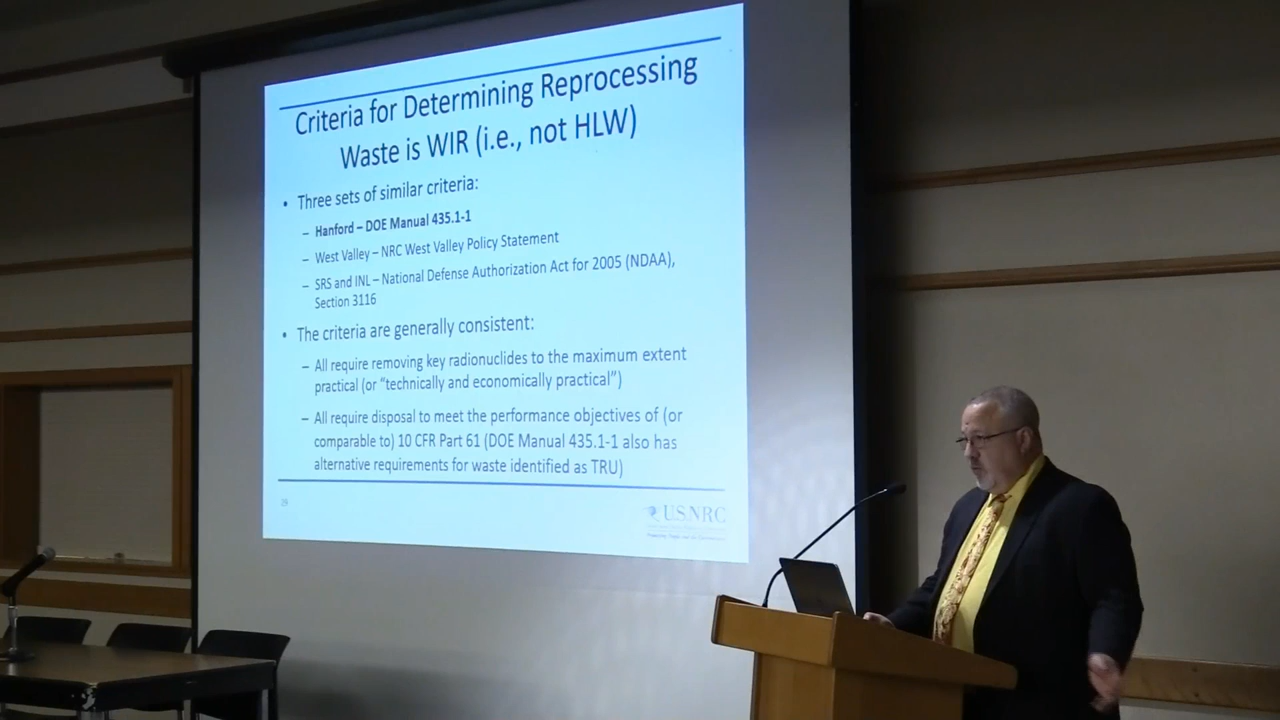 Criteria for Determining Reprocessing
Waste is WIR (i.e., not HLW)
• Three sets of similar criteria:
– Hanford – DOE Manual 435.1-1
– West Valley – NRC West Valley Policy Statement
– SRS and INL – National Defense Authorization Act for 2005 (NDAA),
Section 3116
• The criteria are generally consistent:
– All require removing key radionuclides to the maximum extent
practical (or “technically and economically practical”)
– All require disposal to meet the performance objectives of (or
comparable to) 10 CFR Part 61 (DOE Manual 435.1-1 also has
alternative requirements for waste identified as TRU)
U.S.NRC